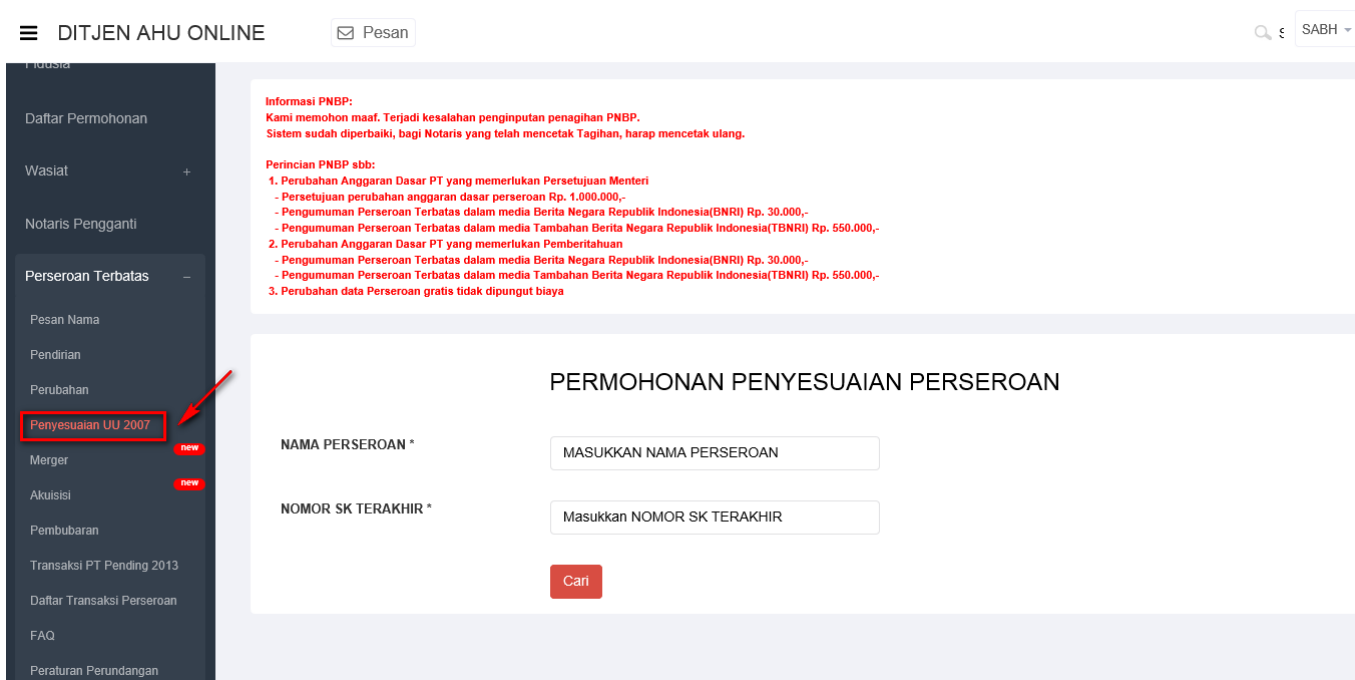 DITJEN AHU ONLINE
Pesan
SABH
Fidusia
Daftar Permohonan
Wasiat +
Notaris Pengganti
Perseroan Terbatas -
Pesan Nama
Pendirian
Perubahan
Penyesuaian UU 2007
new
Merger
new
Akuisisi
Pembubaran
Transaksi PT Pending 2013
Daftar Transaksi Perseroan
FAQ
Peraturan Perundangan
Informasi PNBP:
Kami memohon maaf. Terjadi kesalahan penginputan penagihan PNBP.
Sistem sudah diperbaiki, bagi Notaris yang telah mencetak Tagihan, harap mencetak ulang.
Perincian PNBP sbb:
1. Perubahan Anggaran Dasar PT yang memerlukan Persetujuan Menteri
- Persetujuan perubahan anggaran dasar perseroan Rp. 1.000.000,-
- Pengumuman Perseroan Terbatas dalam media Berita Negara Republik Indonesia(BNRI) Rp. 30.000,-
- Pengumuman Perseroan Terbatas dalam media Tambahan Berita Negara Republik Indonesia(TBNRI) Rp. 550.000,-
2. Perubahan Anggaran Dasar PT yang memerlukan Pemberitahuan
- Pengumuman Perseroan Terbatas dalam media Berita Negara Republik Indonesia(BNRI) Rp. 30.000,-
- Pengumuman Perseroan Terbatas dalam media Tambahan Berita Negara Republik Indonesia(TBNRI) Rp. 550.000,-
3. Perubahan data Perseroan gratis tidak dipungut biaya
PERMOHONAN PENYESUAIAN PERSEROAN
NAMA PERSEROAN *
MASUKKAN NAMA PERSEROAN
NOMOR SK TERAKHIR *
Masukkan NOMOR SK TERAKHIR
Cari